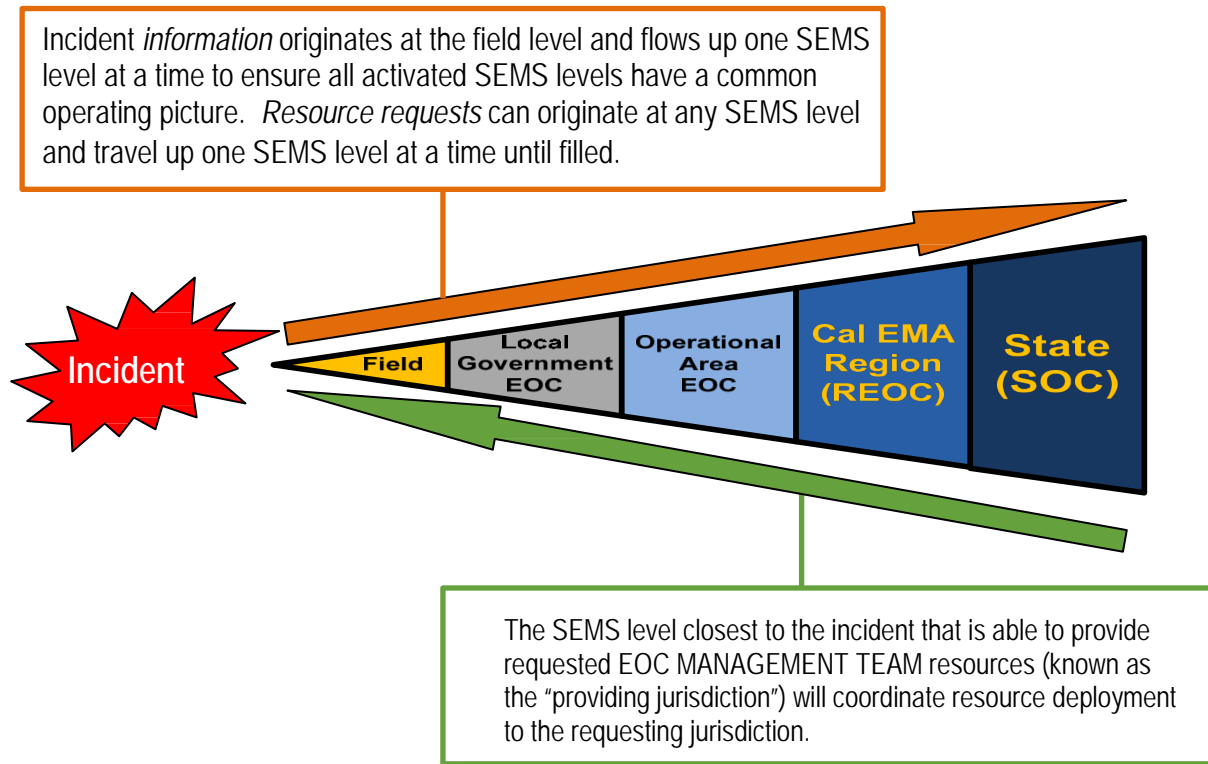 Incident information originates at the field level and flows up one SEMS
level at a time to ensure all activated SEMS levels have a common
operating picture. Resource requests can originate at any SEMS level
and travel up one SEMS level at a time until filled.
Incident
Field
Local
Government
EOC
Operational
Area
EOC
Cal EMA
Region
(REOC)
State
(SOC)
The SEMS level closest to the incident that is able to provide
requested EOC MANAGEMENT TEAM resources (known as
the “providing jurisdiction”) will coordinate resource deployment
to the requesting jurisdiction.